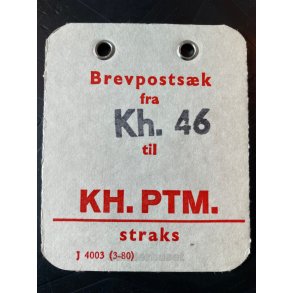 Brevpostsæk
fra
Kh. 46
til
KH. PTM.
straks
J 4003 (3-80)